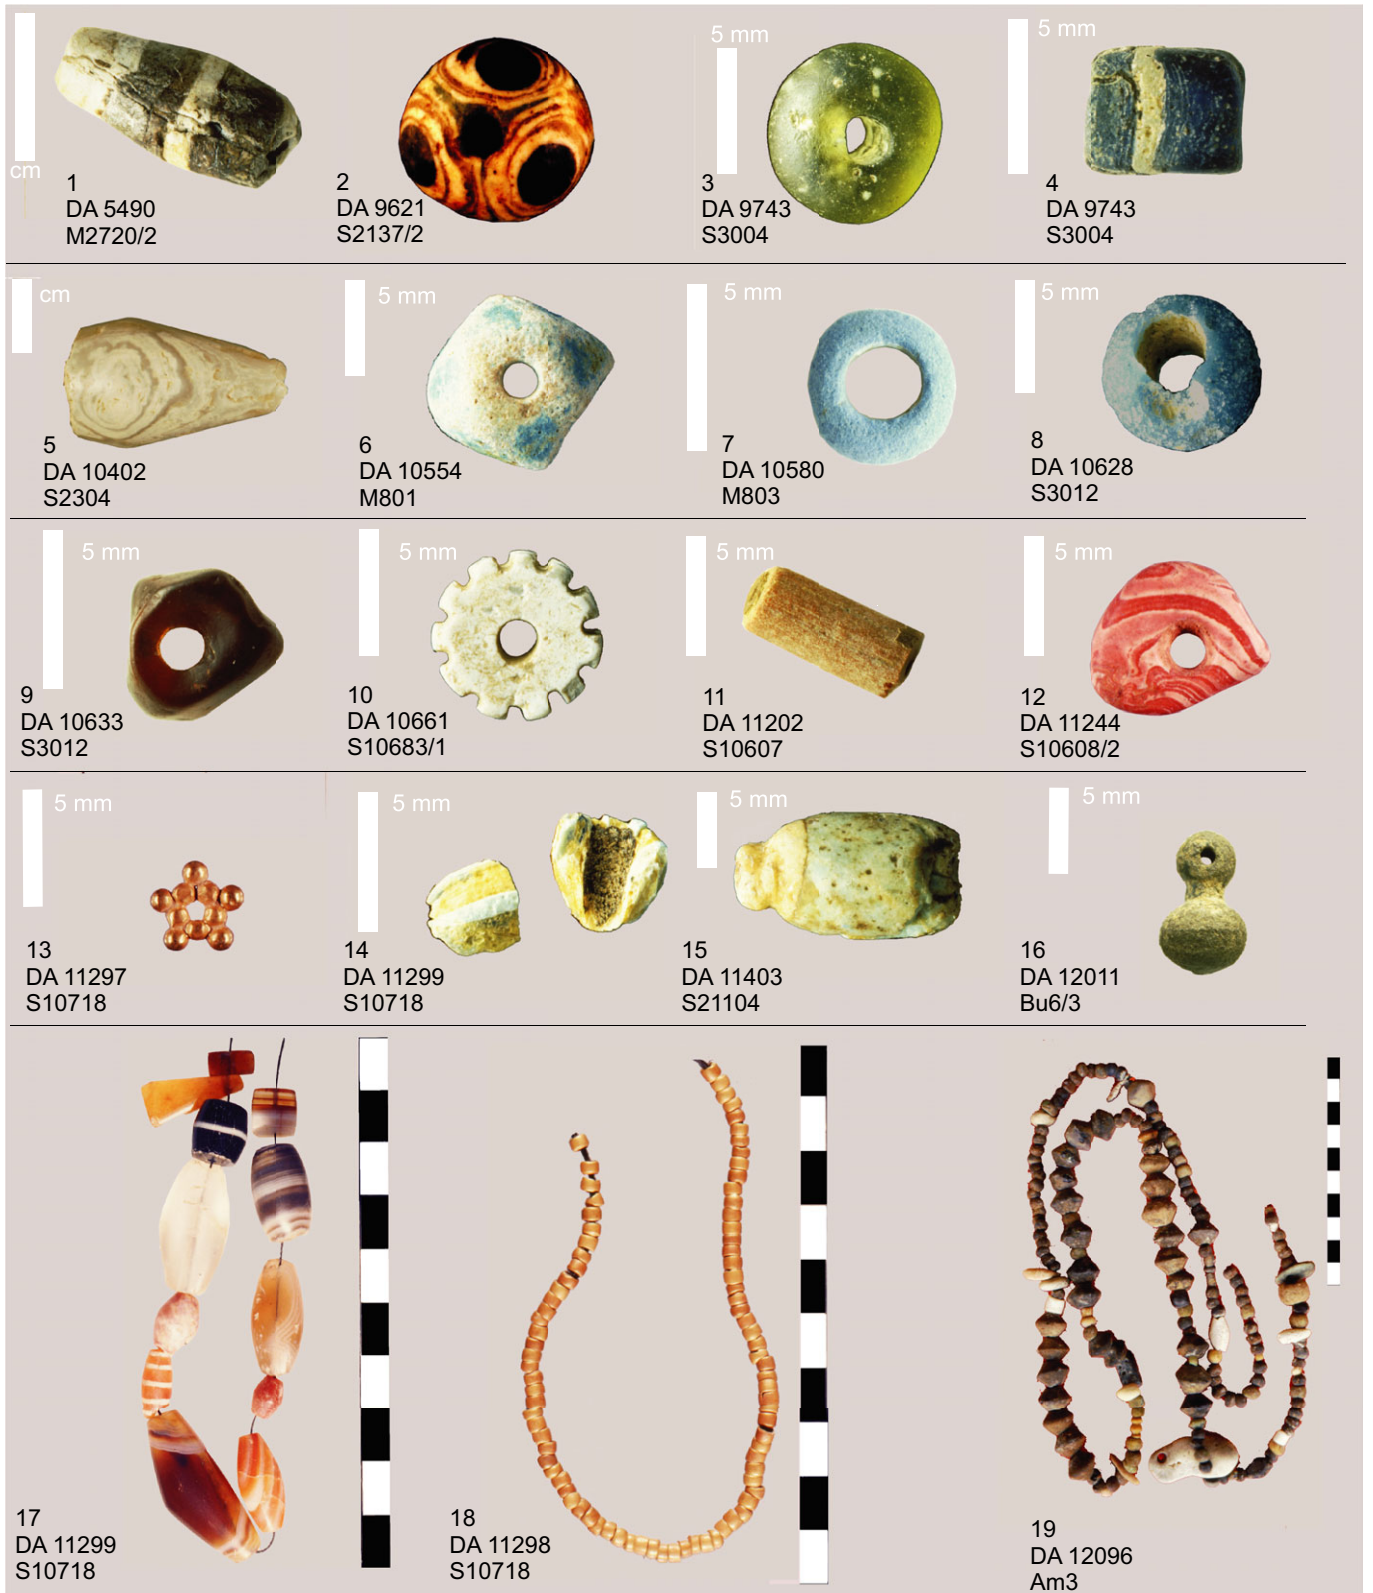 cm
1
DA 5490
M2720/2
2
DA 9621
S2137/2
5 mm
3
DA 9743
S3004
5 mm
4
DA 9743
S3004
cm
5
DA 10402
S2304
5 mm
6
DA 10554
M801
5 mm
7
DA 10580
M803
5 mm
8
DA 10628
S3012
5 mm
9
DA 10633
S3012
5 mm
10
DA 10661
S10683/1
5 mm
11
DA 11202
S10607
5 mm
12
DA 11244
S10608/2
5 mm
13
DA 11297
S10718
5 mm
14
DA 11299
S10718
5 mm
15
DA 11403
S21104
5 mm
16
DA 12011
Bu6/3
17
DA 11299
S10718
18
DA 11298
S10718
19
DA 12096
Am3